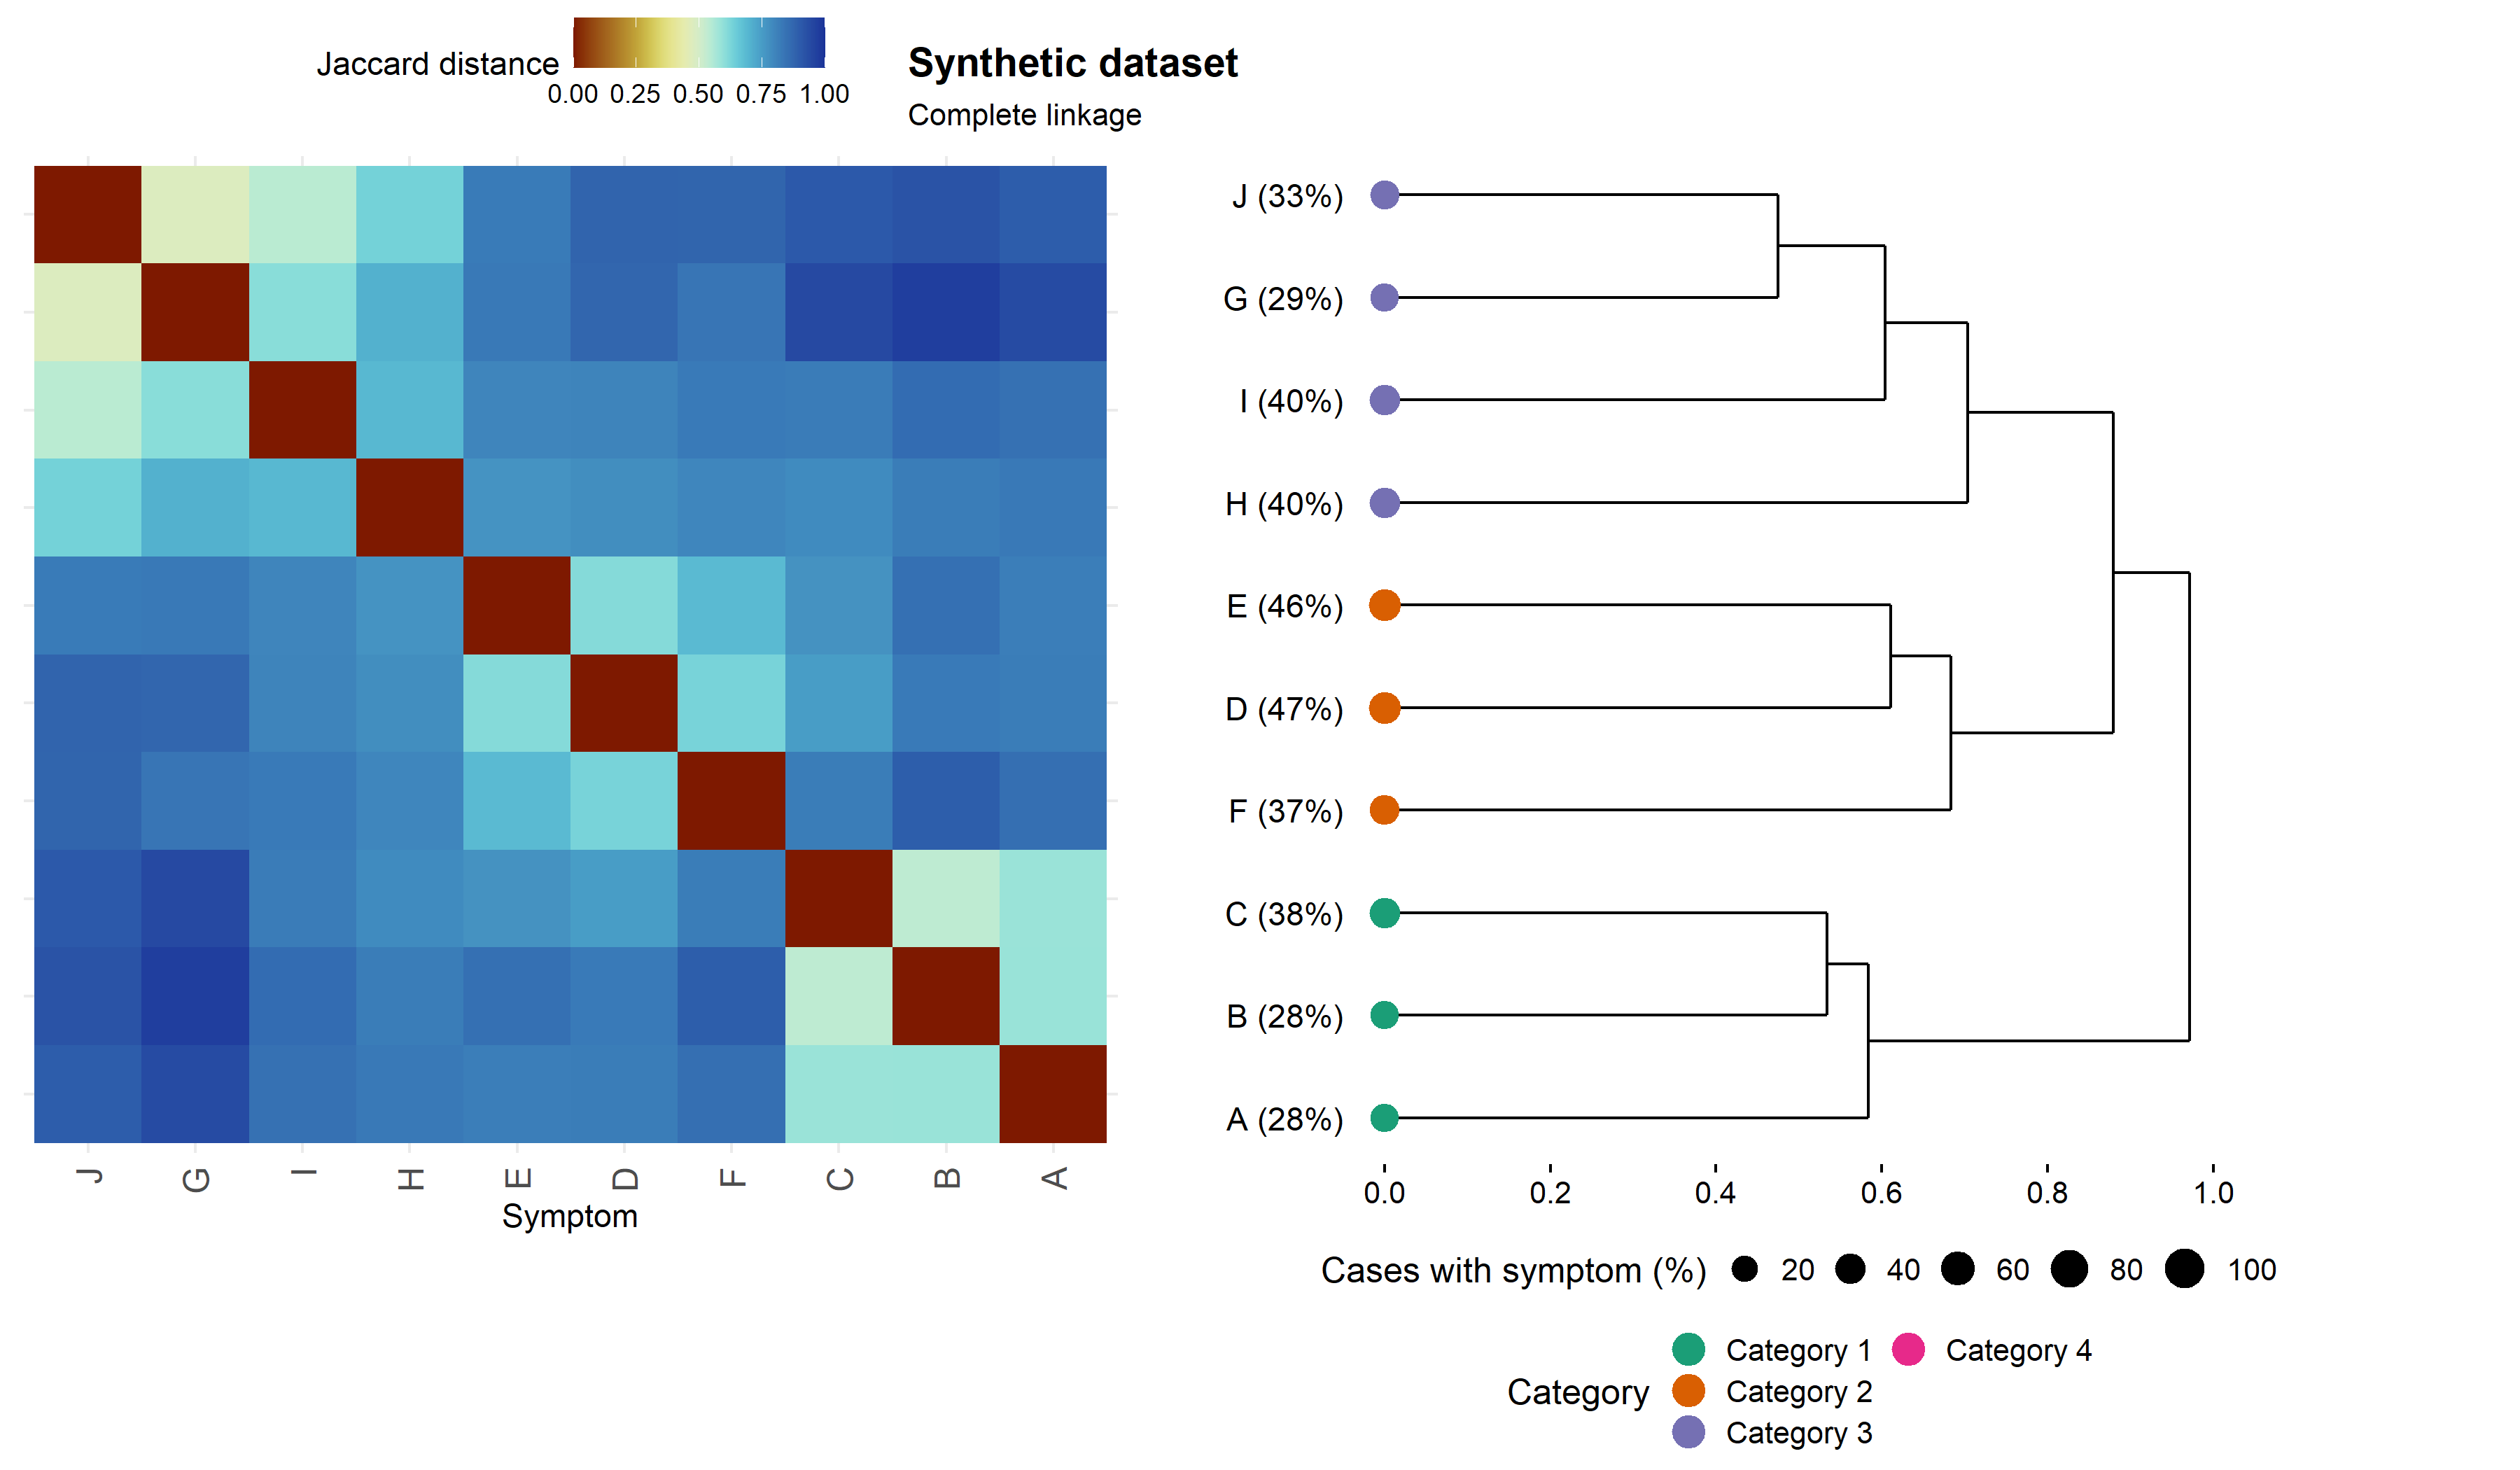 Jaccard distance
0.00 0.25 0.50 0.75 1.00
Synthetic dataset
Complete linkage
J (33%)
G (29%)
I (40%)
H (40%)
E (46%)
D (47%)
F (37%)
C (38%)
B (28%)
A (28%)
J G I H E D F C B A
Symptom
0.0 0.2 0.4 0.6 0.8 1.0
Cases with symptom (%) 20 40 60 80 100
Category
Category 1 Category 4
Category 2
Category 3